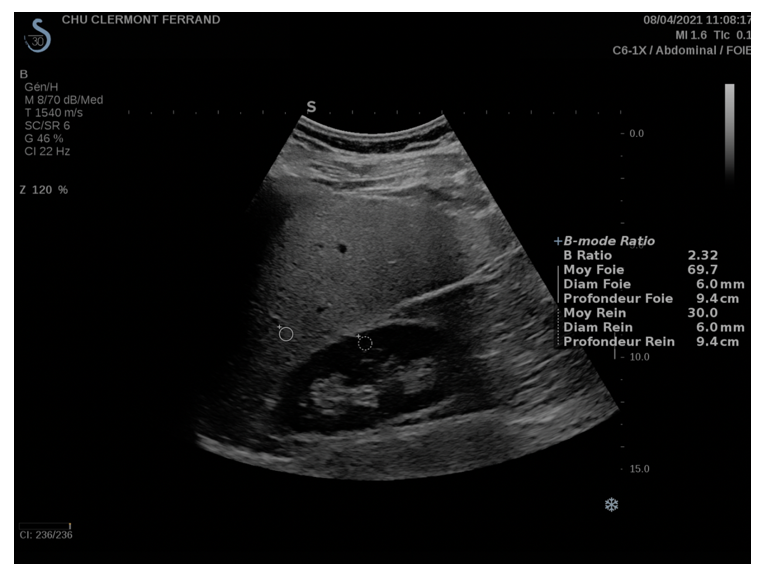 CHU CLERMONT FERRAND
08/04/2021 11:08:17
MI 1.6 TIc 0.1
C6-1X / Abdominal / FOIE
30
B
Gén/H
M 8/70 dB/Med
T 1540 m/s
SC/SR 6
G 46 %
CI 22 Hz
Z 120 %
S
0.0
+B-mode Ratio
B Ratio 2.32
Moy Foie 69.7
Diam Foie 6.0 mm
Profondeur Foie 9.4 cm
Moy Rein 30.0
Diam Rein 6.0 mm
Profondeur Rein 9.4 cm
10.0
15.0
CI: 236/236